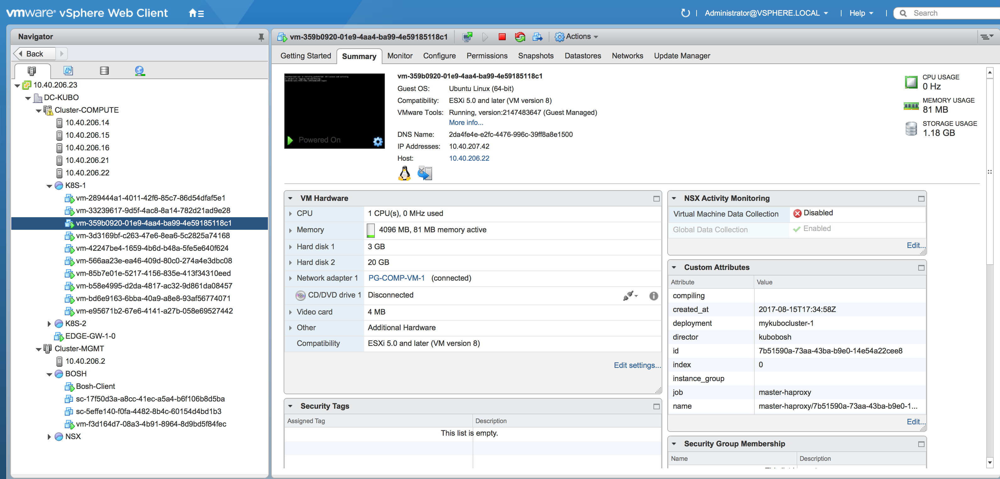 vmware® vSphere Web Client
Administrator@VSPHERE.LOCAL
Help
Search
Navigator
Back
10.40.206.23
DC-KUBO
Cluster-COMPUTE
10.40.206.14
10.40.206.15
10.40.206.16
10.40.206.21
10.40.206.22
K8S-1
vm-289444a1-4011-42f6-85c7-86d54dfaf5e1
vm-33239617-9d5f-4ac8-8a14-782d21ad9e28
vm-359b0920-01e9-4aa4-ba99-4e59185118c1
vm-3d3169bf-c263-47e6-8ea6-5c2825a74168
vm-42247be4-1659-4b6d-b48a-5fe5e640f624
vm-566aa23e-ea46-409d-80c0-274a4e3dbc08
vm-85b7e01e-5217-4156-835e-413f34310eed
vm-b58e4995-d2da-4817-ac32-9d861da08457
vm-bd6e9163-6bba-40a9-a8e8-93af56774071
vm-e95671b2-67e6-4141-a27b-058e69527442
K8S-2
EDGE-GW-1-0
Cluster-MGMT
10.40.206.2
BOSH
Bosh-Client
sc-17f50d3a-a8cc-41ec-a5a4-b6f106b8d5ba
sc-5effe140-f0fa-4482-8b4c-60154d4bd1b3
vm-f3d164d7-08a3-4b91-8964-8d9bd5f84fec
NSX
vm-359b0920-01e9-4aa4-ba99-4e59185118c1
Actions
Getting Started Summary Monitor Configure Permissions Snapshots Datastores Networks Update Manager
Powered On
vm-359b0920-01e9-4aa4-ba99-4e59185118c1
Guest OS: Ubuntu Linux (64-bit)
Compatibility: ESXi 5.0 and later (VM version 8)
VMware Tools: Running, version:2147483647 (Guest Managed)
More info...
DNS Name: 2da4fe4e-e2fc-4476-996c-39ff8a8e1500
IP Addresses: 10.40.207.42
Host: 10.40.206.22
CPU USAGE
0 Hz
MEMORY USAGE
81 MB
STORAGE USAGE
1.18 GB
VM Hardware
CPU 1 CPU(s), 0 MHz used
Memory 4096 MB, 81 MB memory active
Hard disk 1 3 GB
Hard disk 2 20 GB
Network adapter 1 PG-COMP-VM-1 (connected)
CD/DVD drive 1 Disconnected
Video card 4 MB
Other Additional Hardware
Compatibility ESXi 5.0 and later (VM version 8)
Edit settings...
Security Tags
Assigned Tag Description
This list is empty.
NSX Activity Monitoring
Virtual Machine Data Collection Disabled
Global Data Collection Enabled
Edit...
Custom Attributes
Attribute Value
compiling
created_at 2017-08-15T17:34:58Z
deployment mykubocluster-1
director kubobosh
id 7b51590a-73aa-43ba-b9e0-14e54a22cee8
index 0
instance_group
job master-haproxy
name master-haproxy/7b51590a-73aa-43ba-b9e0-1...
Edit...
Security Group Membership
Name Description